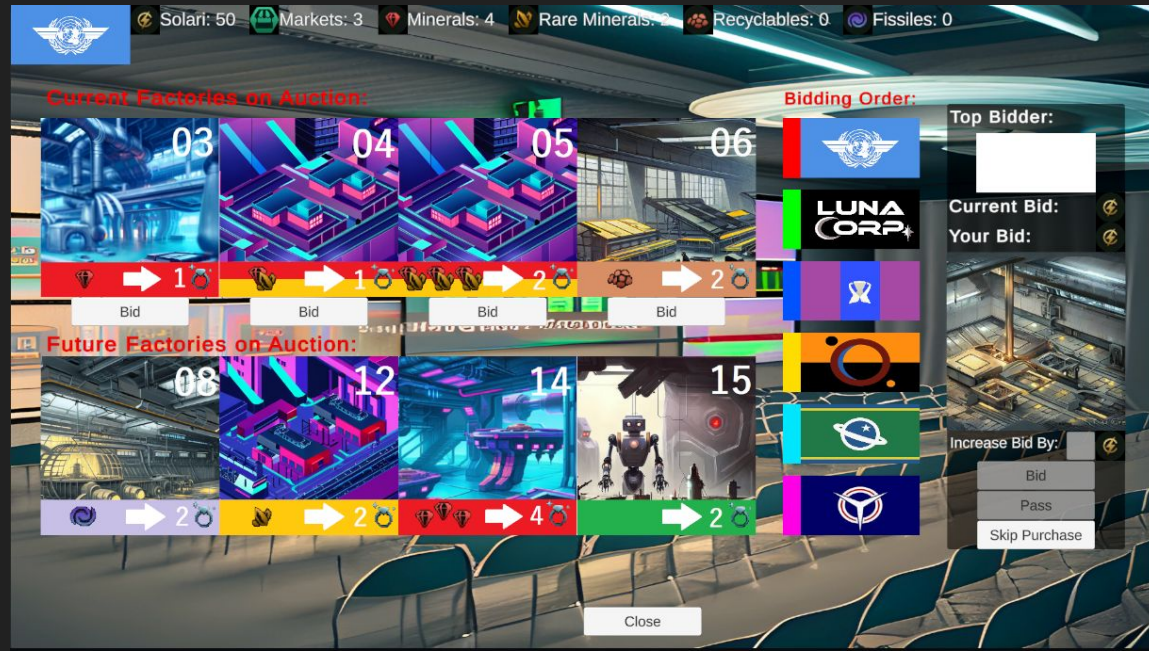 Solari: 50 Markets: 3 Minerals: 4 Rare Minerals: 2 Recyclables: 0 Fissiles: 0
Current Factories on Auction:
Bidding Order:
Top Bidder:
03 04 05 06
LUNA CORP
Current Bid:
Your Bid:
1 1 2 2
Bid Bid Bid Bid
Future Factories on Auction:
08 12 14 15
Increase Bid By:
Bid
Pass
Skip Purchase
2 2 4 2
Close